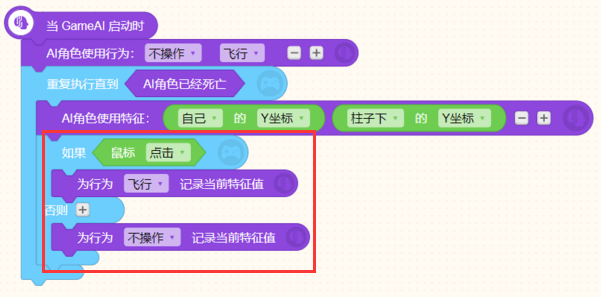 当 GameAI 启动时
AI角色使用行为: 不操作 飞行
重复执行直到 AI角色已经死亡
AI角色使用特征: 自己 的 Y坐标 柱子下 的 Y坐标
如果 鼠标 点击
为行为 飞行 记录当前特征值
否则
为行为 不操作 记录当前特征值